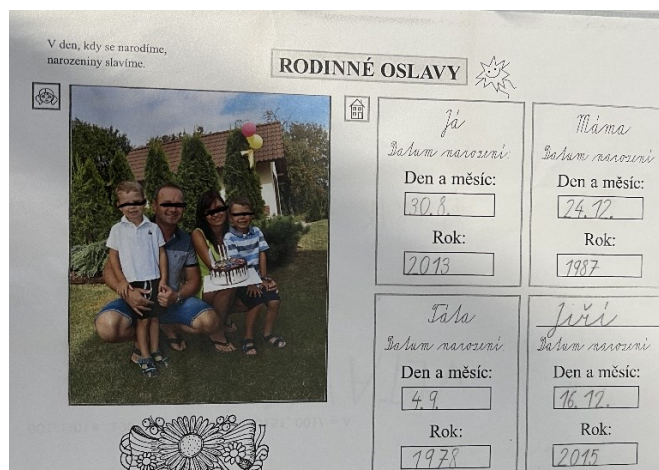 V den, kdy se narodíme,
narozeniny slavíme.
RODINNÉ OSLAVY
Já
Datum narození:
Den a měsíc:
30. 8.
Rok:
2013
Máma
Datum narození:
Den a měsíc:
24. 12.
Rok:
1987
Táta
Datum narození
Den a měsíc:
4. 9.
Rok:
1978
Jiří
Datum narození
Den a měsíc:
16. 12.
Rok:
2015